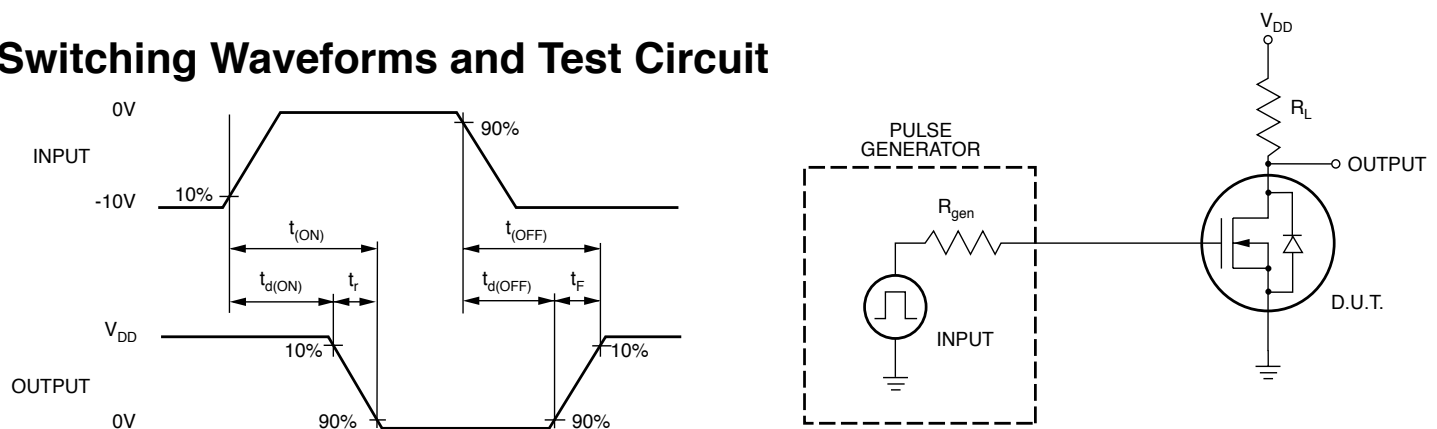 Switching Waveforms and Test Circuit
0V
INPUT
-10V
10%
90%
t(ON)
t(OFF)
td(ON)
tr
td(OFF)
tF
VDD
10%
10%
OUTPUT
0V
90%
90%
VDD
RL
PULSE
GENERATOR
OUTPUT
Rgen
D.U.T.
INPUT